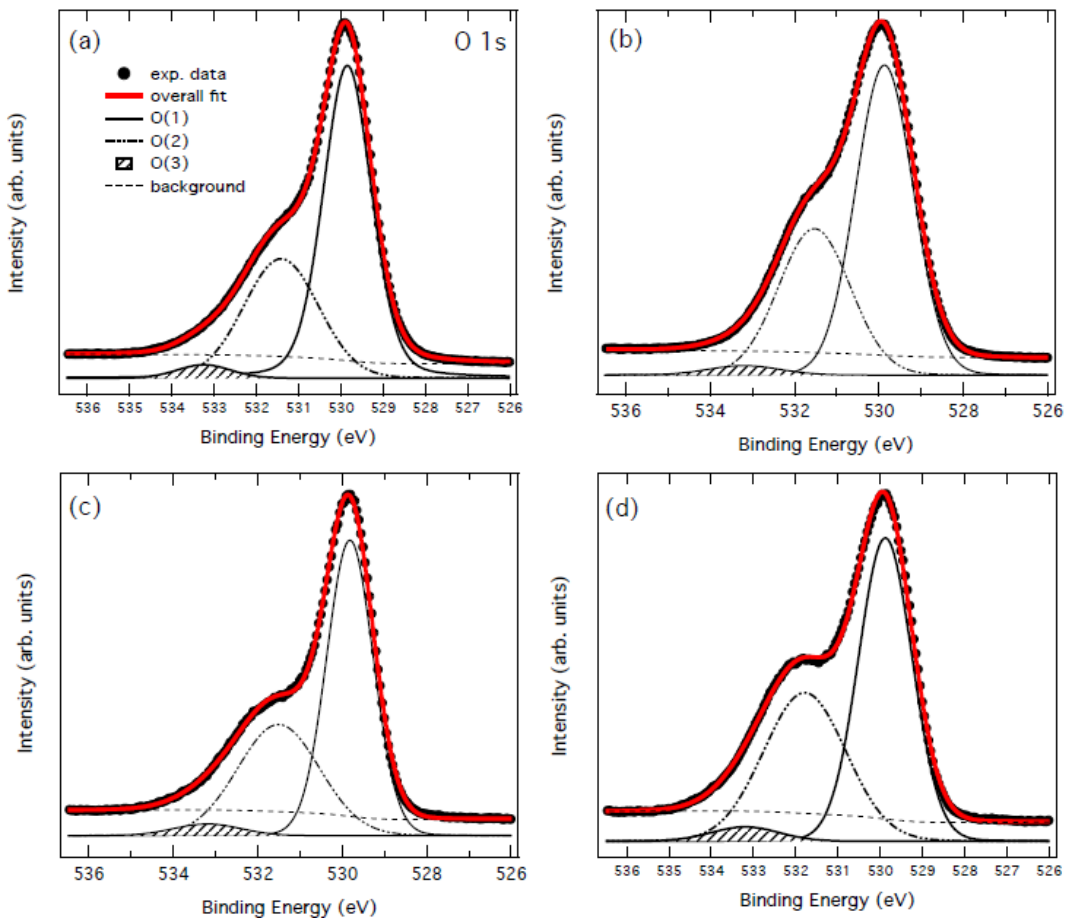 (a)
O 1s
exp. data
overall fit
O(1)
O(2)
O(3)
background
Intensity (arb. units)
536 535 534 533 532 531 530 529 528 527 526
Binding Energy (eV)
(b)
Intensity (arb. units)
536 534 532 530 528 526
Binding Energy (eV)
(c)
Intensity (arb. units)
536 534 532 530 528 526
Binding Energy (eV)
(d)
Intensity (arb. units)
536 535 534 533 532 531 530 529 528 527 526
Binding Energy (eV)